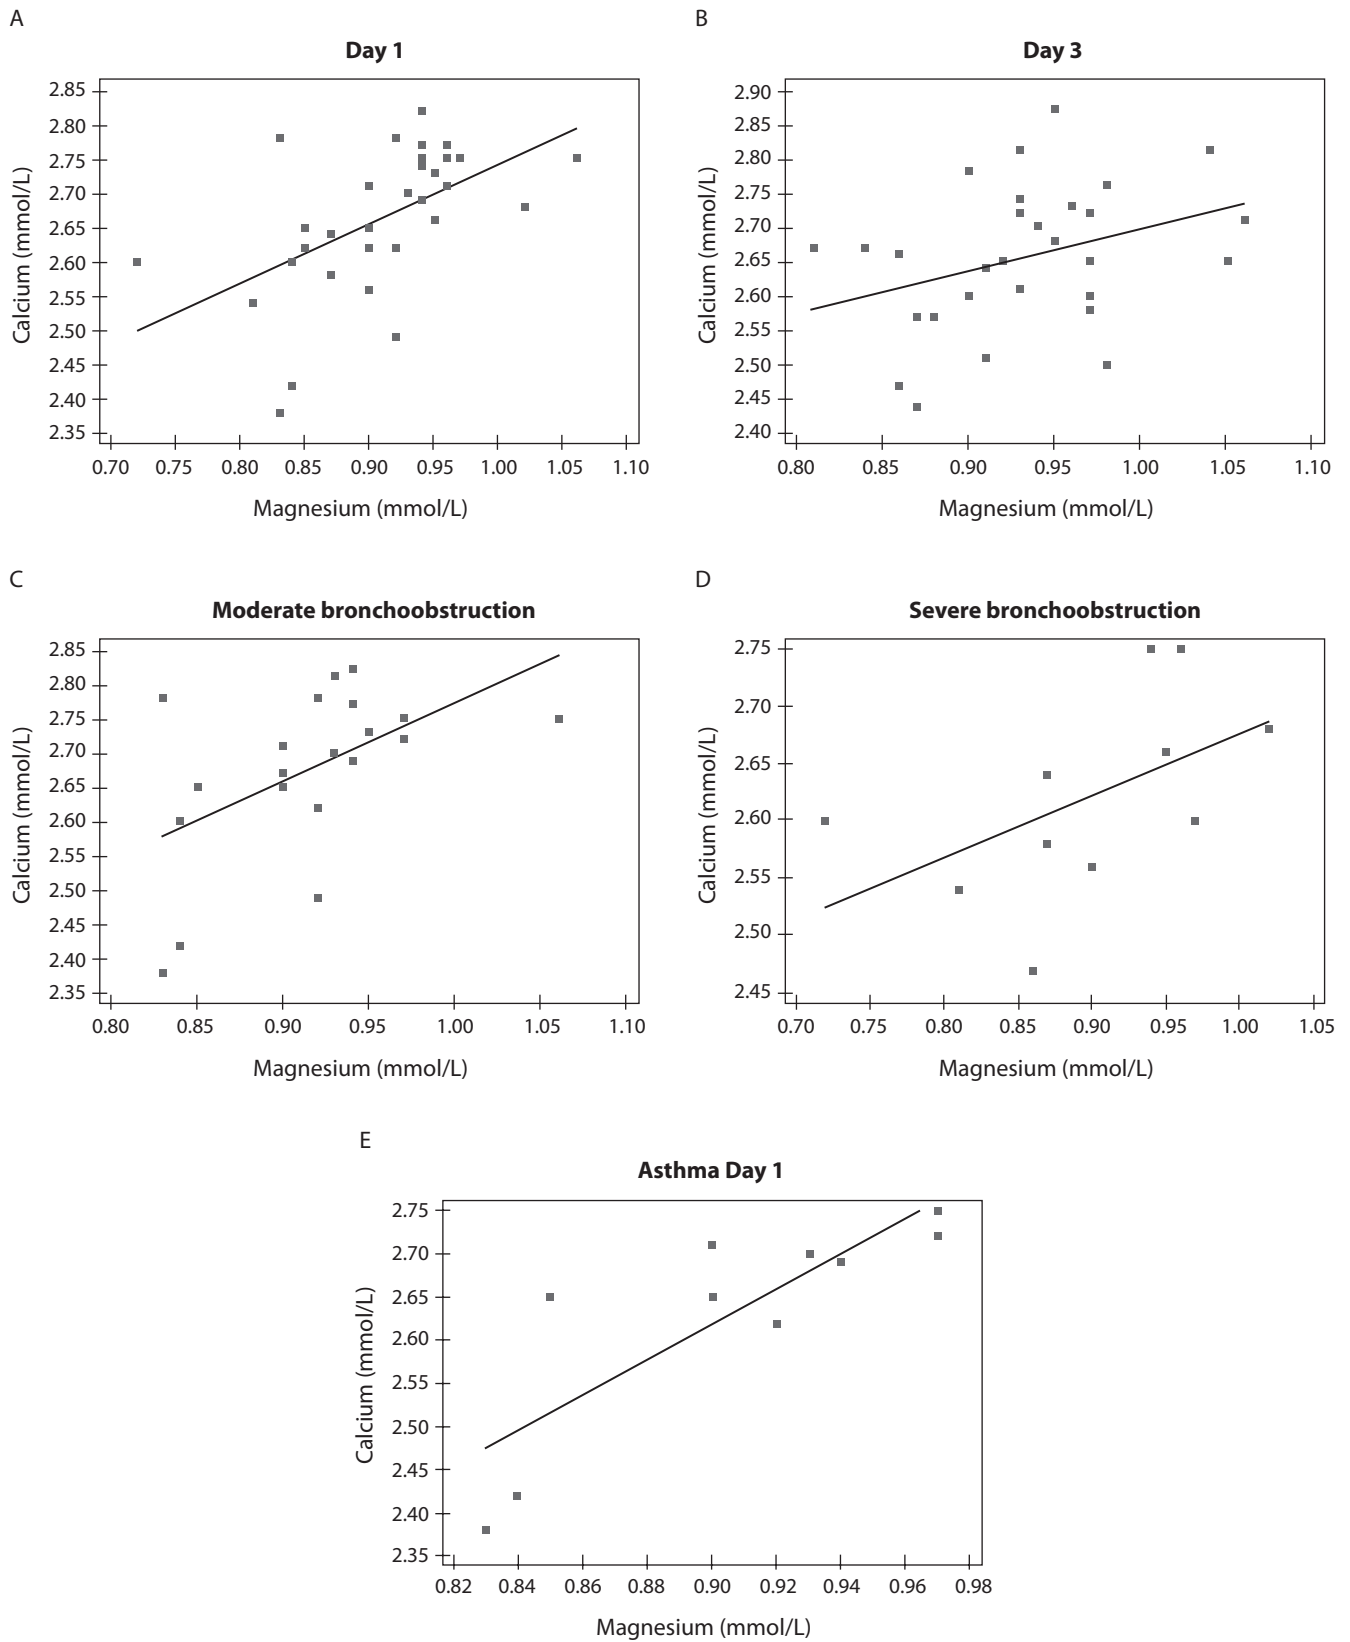 A
Day 1
Calcium (mmol/L)
2.85
2.80
2.75
2.70
2.65
2.60
2.55
2.50
2.45
2.40
2.35
0.70 0.75 0.80 0.85 0.90 0.95 1.00 1.05 1.10
Magnesium (mmol/L)
B
Day 3
Calcium (mmol/L)
2.90
2.85
2.80
2.75
2.70
2.65
2.60
2.55
2.50
2.45
2.40
0.80 0.85 0.90 0.95 1.00 1.05 1.10
Magnesium (mmol/L)
C
Moderate bronchoobstruction
Calcium (mmol/L)
2.85
2.80
2.75
2.70
2.65
2.60
2.55
2.50
2.45
2.40
2.35
0.80 0.85 0.90 0.95 1.00 1.05 1.10
Magnesium (mmol/L)
D
Severe bronchoobstruction
Calcium (mmol/L)
2.75
2.70
2.65
2.60
2.55
2.50
2.45
0.70 0.75 0.80 0.85 0.90 0.95 1.00 1.05
Magnesium (mmol/L)
E
Asthma Day 1
Calcium (mmol/L)
2.75
2.70
2.65
2.60
2.55
2.50
2.45
2.40
2.35
0.82 0.84 0.86 0.88 0.90 0.92 0.94 0.96 0.98
Magnesium (mmol/L)